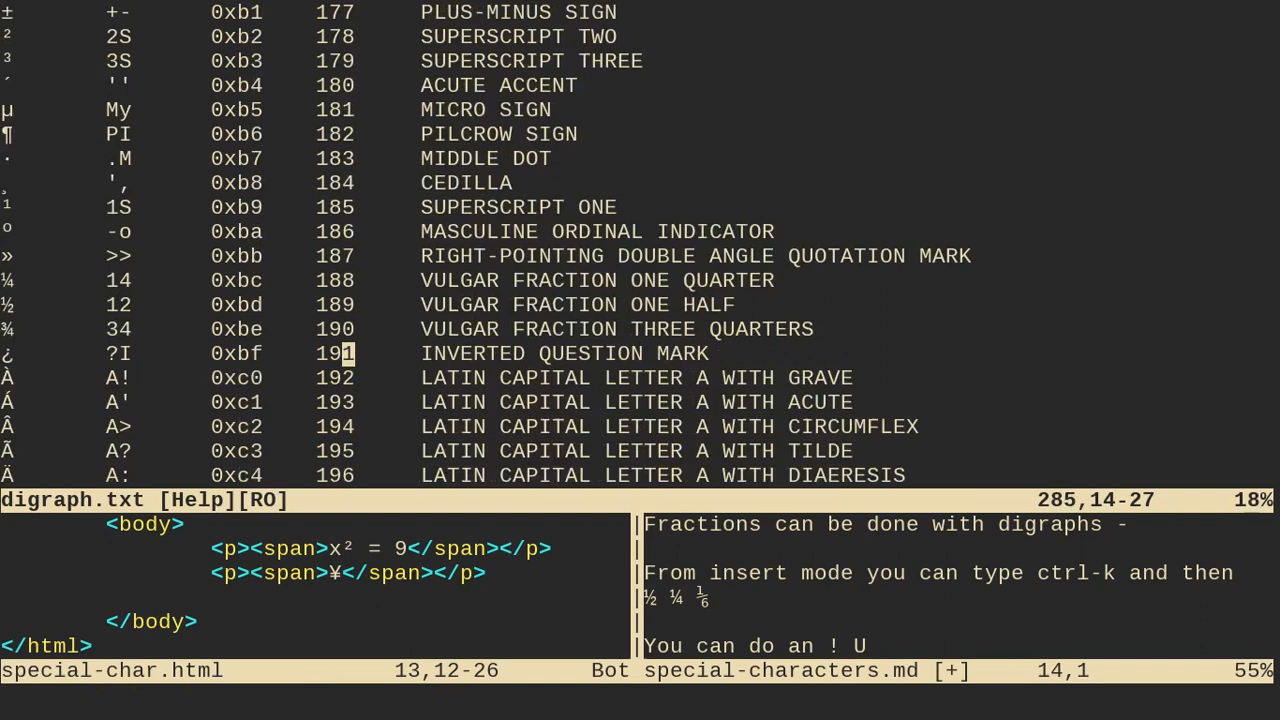 ± +- 0xb1 177 PLUS-MINUS SIGN
² 2S 0xb2 178 SUPERSCRIPT TWO
³ 3S 0xb3 179 SUPERSCRIPT THREE
´ '' 0xb4 180 ACUTE ACCENT
µ My 0xb5 181 MICRO SIGN
¶ PI 0xb6 182 PILCROW SIGN
· .M 0xb7 183 MIDDLE DOT
¸ ', 0xb8 184 CEDILLA
¹ 1S 0xb9 185 SUPERSCRIPT ONE
º -o 0xba 186 MASCULINE ORDINAL INDICATOR
» >> 0xbb 187 RIGHT-POINTING DOUBLE ANGLE QUOTATION MARK
¼ 14 0xbc 188 VULGAR FRACTION ONE QUARTER
½ 12 0xbd 189 VULGAR FRACTION ONE HALF
¾ 34 0xbe 190 VULGAR FRACTION THREE QUARTERS
¿ ?I 0xbf 191 INVERTED QUESTION MARK
À A! 0xc0 192 LATIN CAPITAL LETTER A WITH GRAVE
Á A' 0xc1 193 LATIN CAPITAL LETTER A WITH ACUTE
 A> 0xc2 194 LATIN CAPITAL LETTER A WITH CIRCUMFLEX
à A? 0xc3 195 LATIN CAPITAL LETTER A WITH TILDE
Ä A: 0xc4 196 LATIN CAPITAL LETTER A WITH DIAERESIS
digraph.txt [Help][RO] 285,14-27 18%
<body>
<p><span>x² = 9</span></p>
<p><span>¥</span></p>
</body>
</html>
special-char.html 13,12-26 Bot
Fractions can be done with digraphs -
From insert mode you can type ctrl-k and then
½ ¼ ⅙
You can do an ! U
special-characters.md [+] 14,1 55%